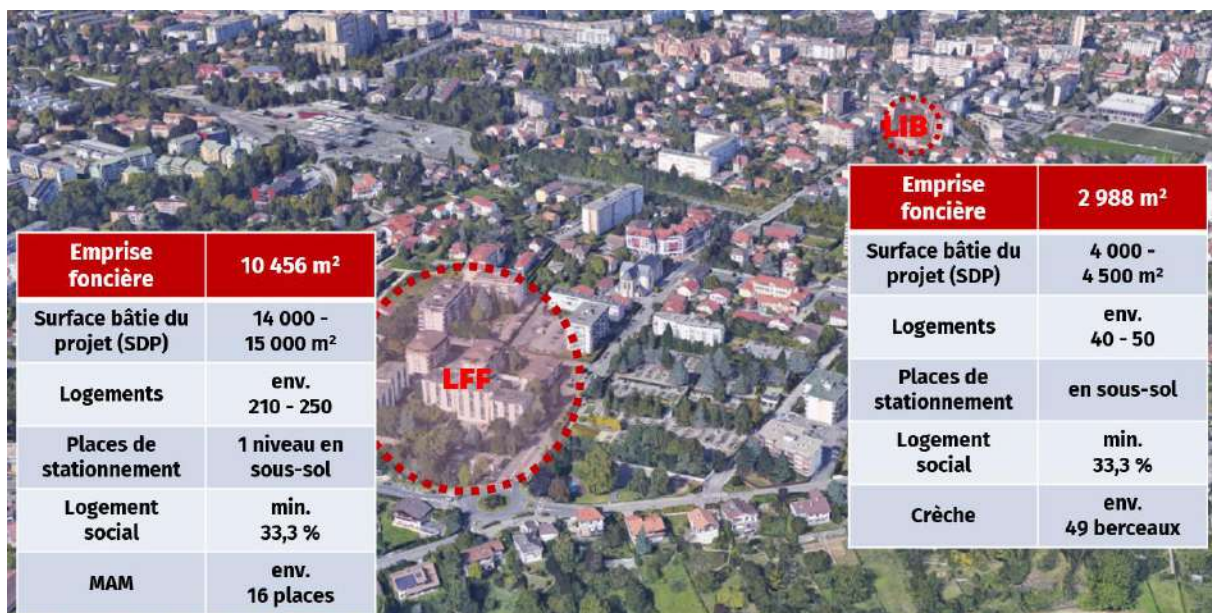 LIB
Emprise
foncière
2 988 m²
Surface bâtie du
projet (SDP)
4 000 -
4 500 m²
Logements
env.
40 - 50
Places de
stationnement
en sous-sol
Logement
social
min.
33,3 %
Crèche
env.
49 berceaux
LFF
Emprise
foncière
10 456 m²
Surface bâtie du
projet (SDP)
14 000 -
15 000 m²
Logements
env.
210 - 250
Places de
stationnement
1 niveau en
sous-sol
Logement
social
min.
33,3 %
MAM
env.
16 places